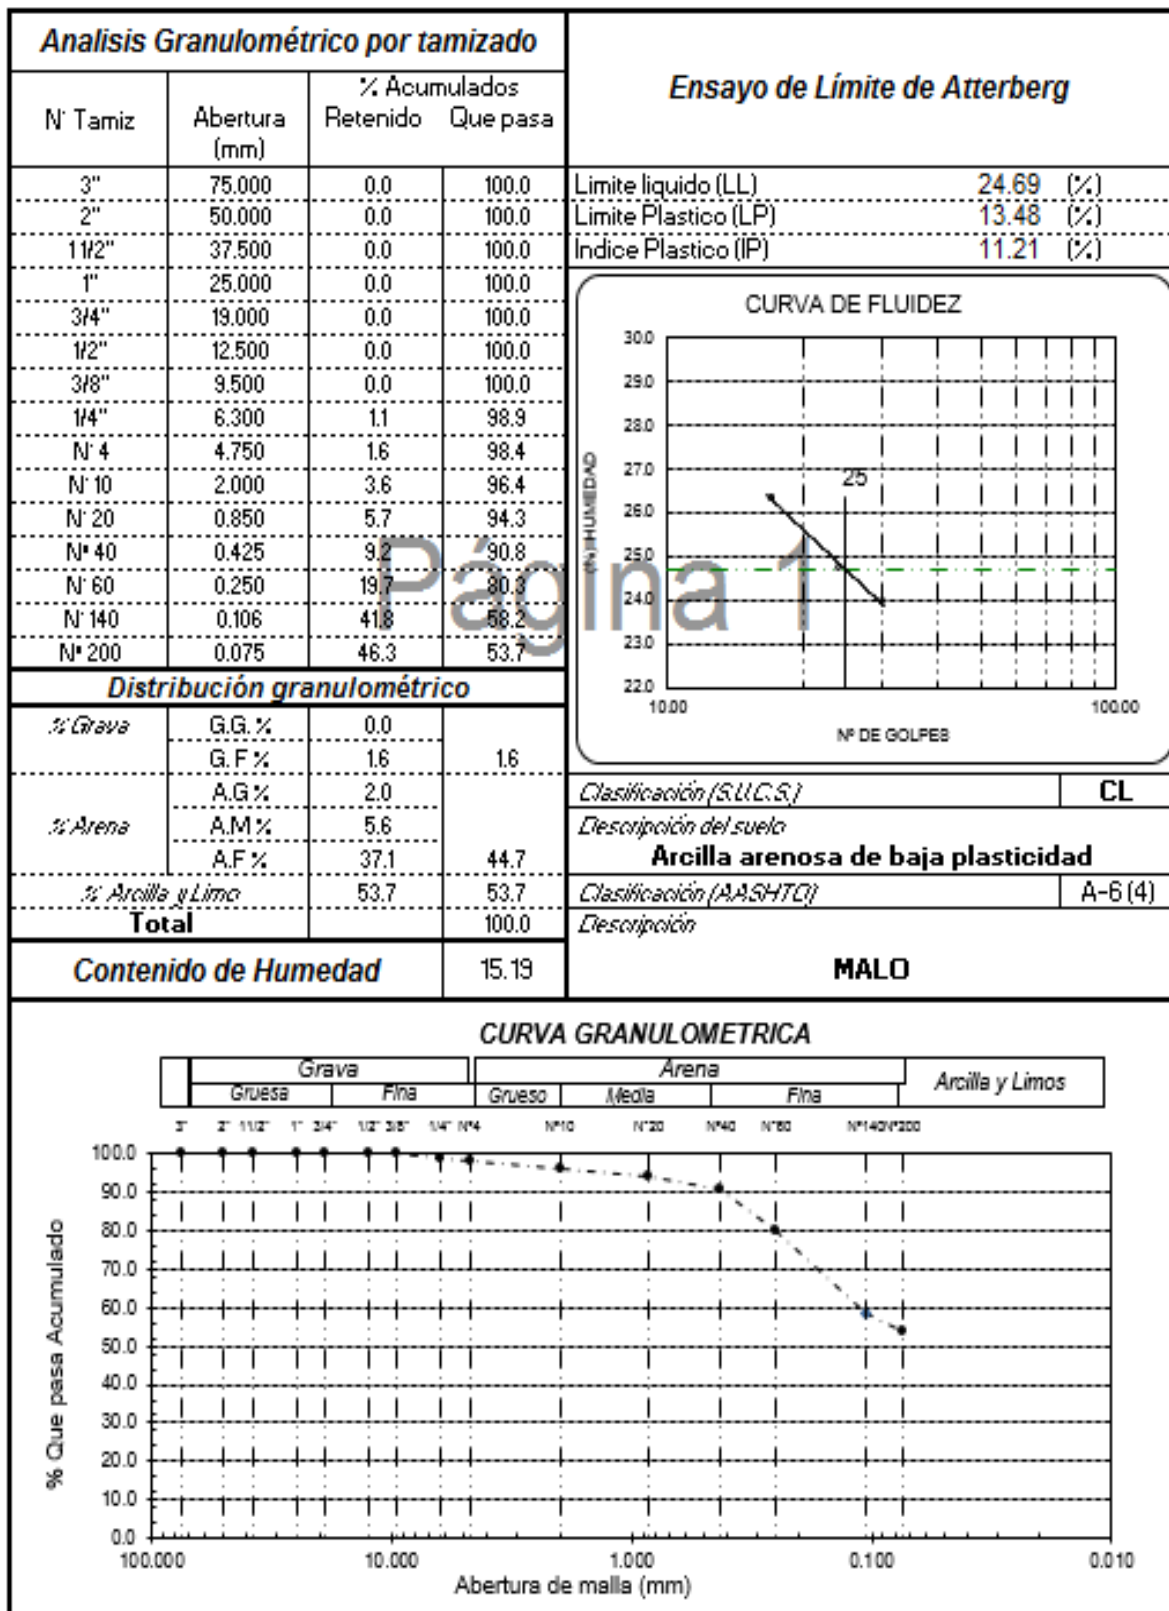 Analisis Granulométrico por tamizado
Ensayo de Límite de Atterberg
N° Tamiz Abertura (mm) % Acumulados Retenido Que pasa
3" 75.000 0.0 100.0
2" 50.000 0.0 100.0
1 1/2" 37.500 0.0 100.0
1" 25.000 0.0 100.0
3/4" 19.000 0.0 100.0
1/2" 12.500 0.0 100.0
3/8" 9.500 0.0 100.0
1/4" 6.300 1.1 98.9
N° 4 4.750 1.6 98.4
N° 10 2.000 3.6 96.4
N° 20 0.850 5.7 94.3
N° 40 0.425 9.2 90.8
N° 60 0.250 19.7 80.3
N° 140 0.106 41.8 58.2
N° 200 0.075 46.3 53.7
Limite liquido (LL) 24.69 (%)
Limite Plastico (LP) 13.48 (%)
Indice Plastico (IP) 11.21 (%)
CURVA DE FLUIDEZ
30.0
29.0
28.0
27.0
26.0
25.0
24.0
23.0
22.0
(%) HUMEDAD
25
10.00 100.00
Nº DE GOLPES
Página 1
Distribución granulométrico
% Grava G.G. % 0.0
G. F % 1.6 1.6
A.G % 2.0
% Arena A.M % 5.6
A.F % 37.1 44.7
% Arcilla y Limo 53.7 53.7
Total 100.0
Contenido de Humedad 15.19
Clasificación (S.U.C.S.) CL
Descripción del suelo
Arcilla arenosa de baja plasticidad
Clasificación (AASHTO) A-6 (4)
Descripción
MALO
CURVA GRANULOMETRICA
Grava Arena Arcilla y Limos
Gruesa Fina Grueso Media Fina
3" 2" 1 1/2" 1" 3/4" 1/2" 3/8" 1/4" Nº4 Nº10 N°20 Nº40 N°60 Nº140 Nº200
100.0
90.0
80.0
70.0
60.0
50.0
40.0
30.0
20.0
10.0
0.0
% Que pasa Acumulado
100.000 10.000 1.000 0.100 0.010
Abertura de malla (mm)